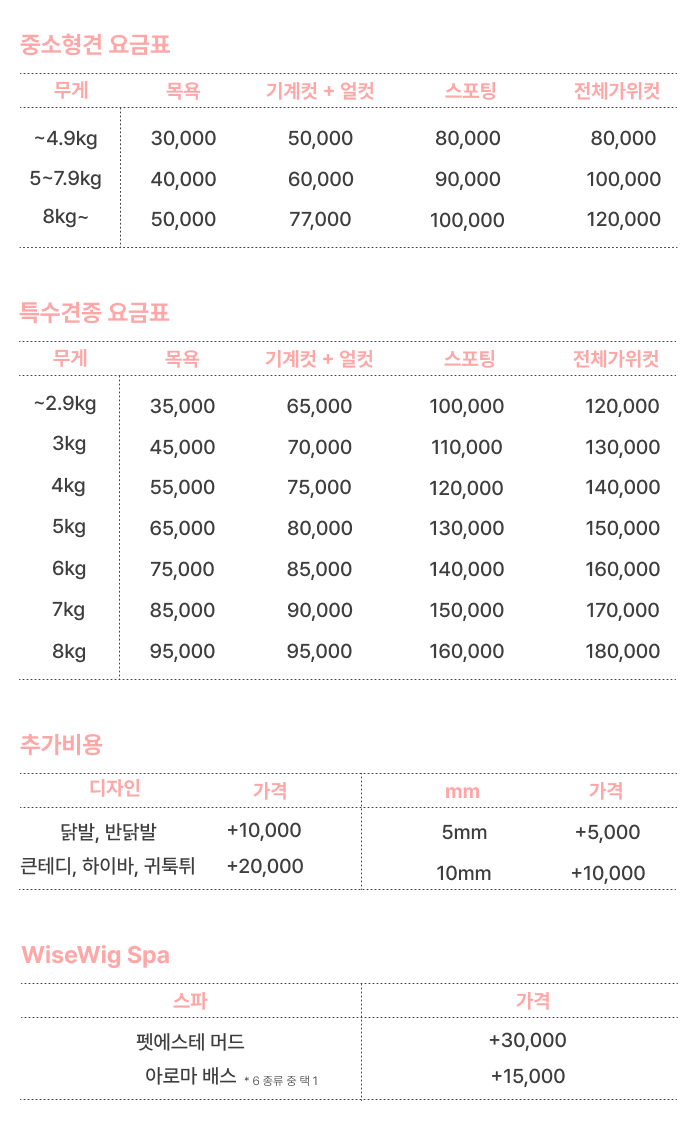 중소형견 요금표
무게 목욕 기계컷 + 얼컷 스포팅 전체가위컷
~4.9kg 30,000 50,000 80,000 80,000
5~7.9kg 40,000 60,000 90,000 100,000
8kg~ 50,000 77,000 100,000 120,000
특수견종 요금표
무게 목욕 기계컷 + 얼컷 스포팅 전체가위컷
~2.9kg 35,000 65,000 100,000 120,000
3kg 45,000 70,000 110,000 130,000
4kg 55,000 75,000 120,000 140,000
5kg 65,000 80,000 130,000 150,000
6kg 75,000 85,000 140,000 160,000
7kg 85,000 90,000 150,000 170,000
8kg 95,000 95,000 160,000 180,000
추가비용
디자인 가격 mm 가격
닭발, 반닭발 +10,000 5mm +5,000
큰테디, 하이바, 귀툭튀 +20,000 10mm +10,000
WiseWig Spa
스파 가격
펫에스테 머드 +30,000
아로마 배스 * 6 종류 중 택 1 +15,000